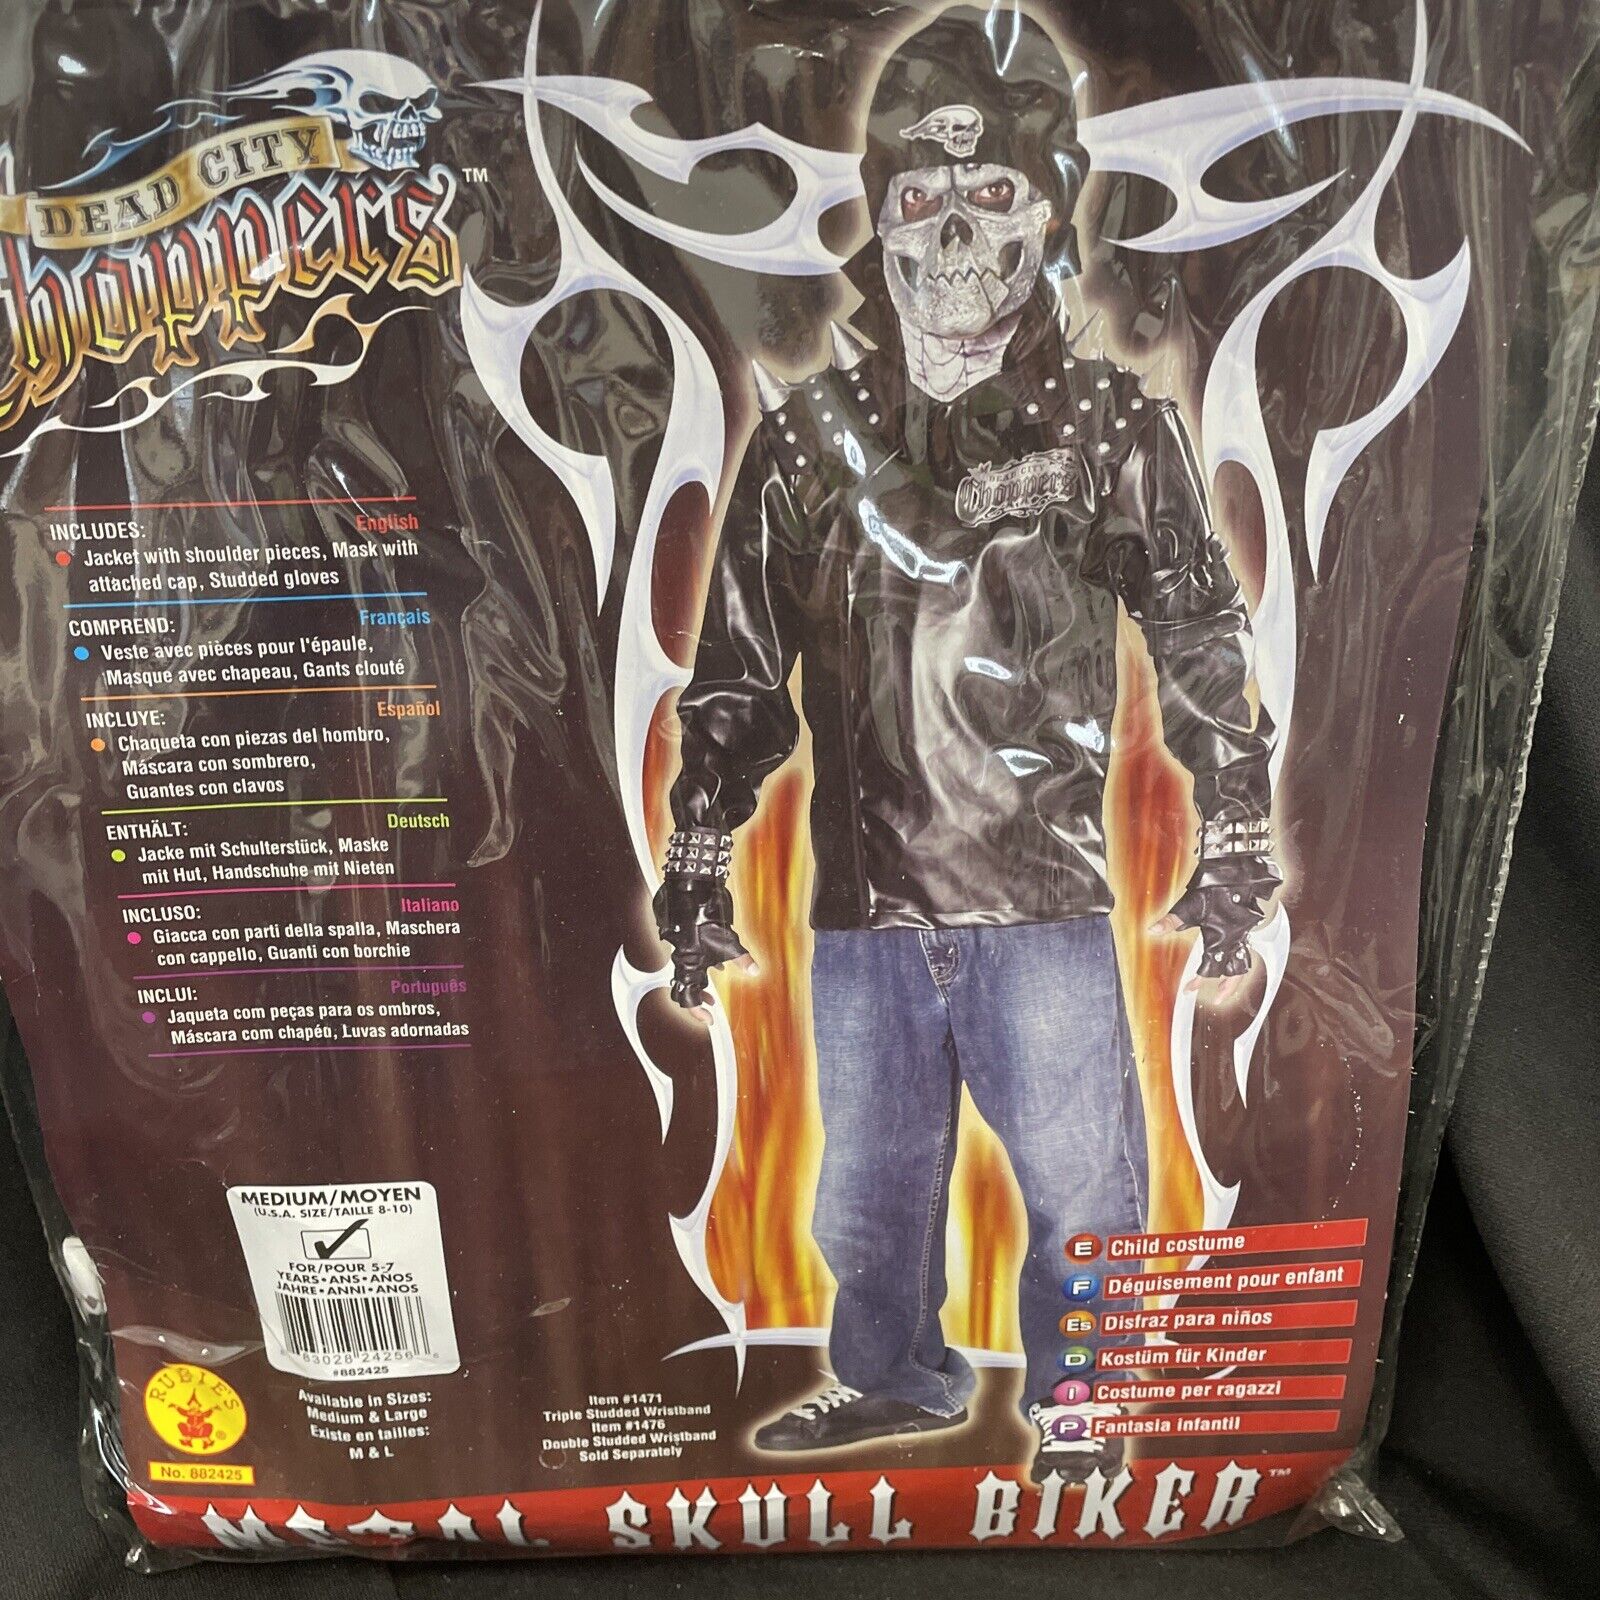 DEAD CITY
Choppers™
DEAD CITY
Choppers
INCLUDES: English
Jacket with shoulder pieces, Mask with
attached cap, Studded gloves
COMPREND: Français
Veste avec pièces pour l'épaule,
Masque avec chapeau, Gants clouté
INCLUYE: Español
Chaqueta con piezas del hombro,
Máscara con sombrero,
Guantes con clavos
ENTHÄLT: Deutsch
Jacke mit Schulterstück, Maske
mit Hut, Handschuhe mit Nieten
INCLUSO: Italiano
Giacca con parti della spalla, Maschera
con cappello, Guanti con borchie
INCLUI: Português
Jaqueta com peças para os ombros,
Máscara com chapéu, Luvas adornadas
MEDIUM/MOYEN
(U.S.A. SIZE/TAILLE 8-10)
FOR/POUR 5-7
YEARS•ANS•AÑOS
JAHRE•ANNI•ANOS
83028 24256
#882425
RUBIE'S®
No. 882425
Available in Sizes:
Medium & Large
Existe en tailles:
M & L
Item #1471
Triple Studded Wristband
Item #1476
Double Studded Wristband
Sold Separately
E Child costume
F Déguisement pour enfant
Es Disfraz para niños
D Kostüm für Kinder
I Costume per ragazzi
P Fantasia infantil
METAL SKULL BIKER™